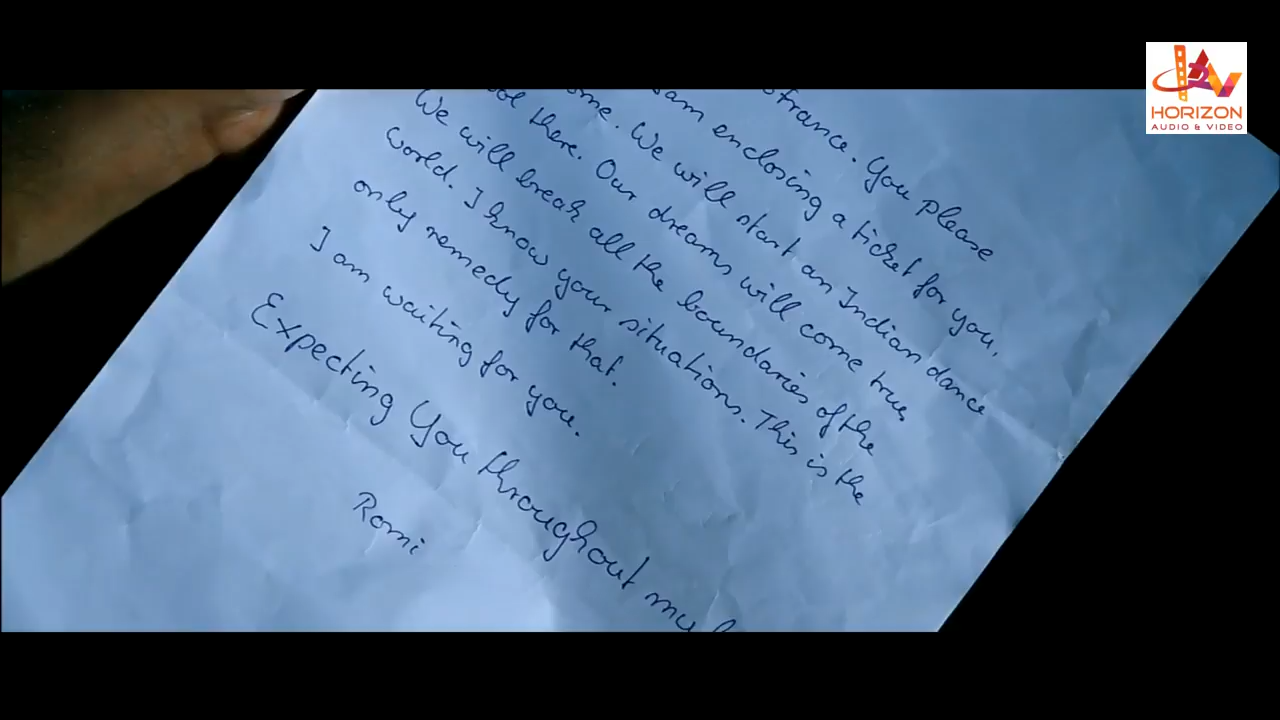 France. You please
am enclosing a ticket for you,
We will start an Indian dance
there. Our dreams will come true,
We will break all the boundaries of the
world. I know your situations. This is the
only remedy for that.
I am waiting for you.
Expecting You throughout my
Romi
HORIZON
AUDIO & VIDEO